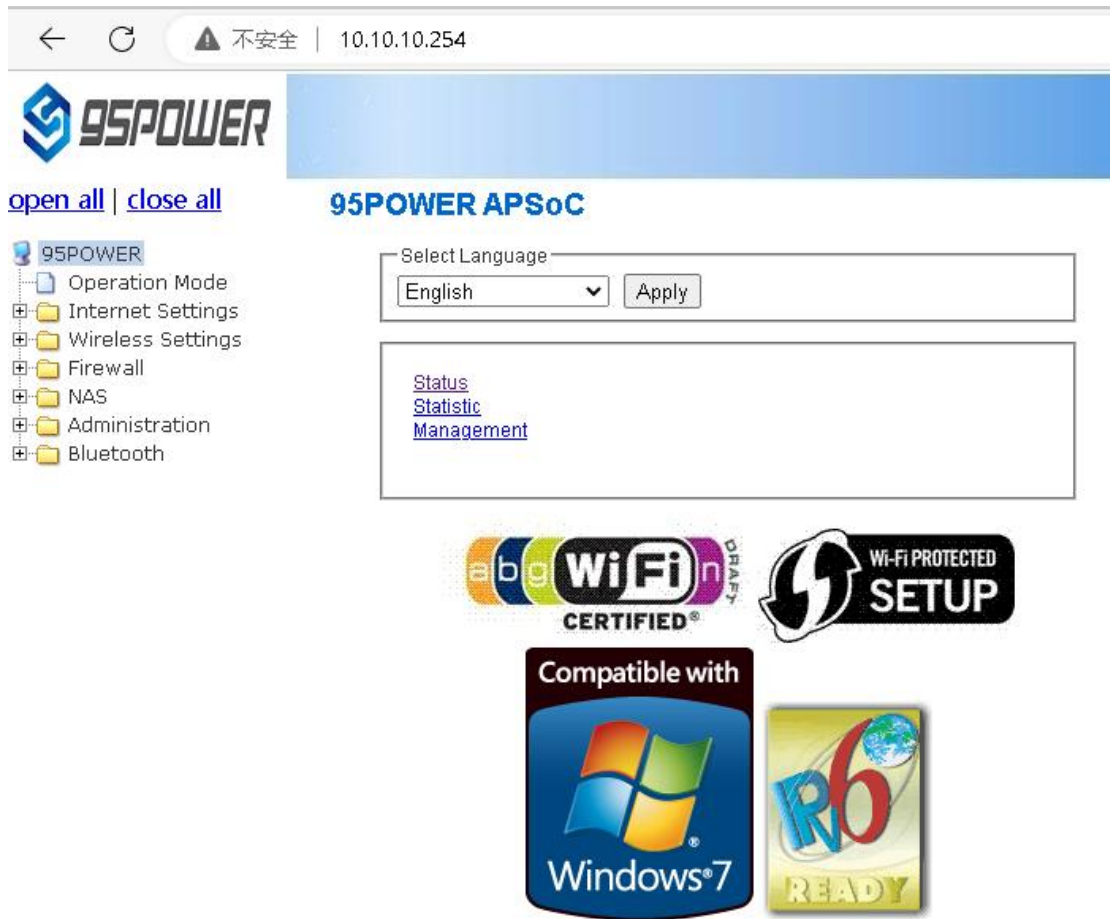 不安全 | 10.10.10.254
95POWER
open all | close all
95POWER
Operation Mode
Internet Settings
Wireless Settings
Firewall
NAS
Administration
Bluetooth
95POWER APSoC
Select Language
English Apply
Status
Statistic
Management
a b g Wi Fi n DRAFT
CERTIFIED®
Wi-Fi PROTECTED
SETUP
Compatible with
Windows®7
IPv6
READY